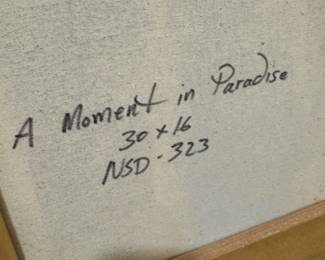 A Moment in Paradise
30 x 16
NSD-323